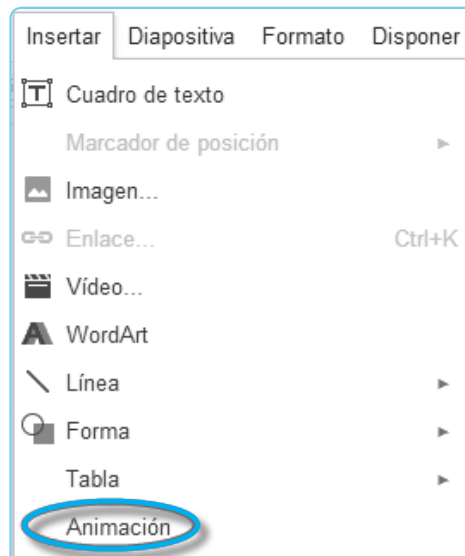 Insertar Diapositiva Formato Disponer
Cuadro de texto
Marcador de posición
Imagen...
Enlace... Ctrl+K
Vídeo...
WordArt
Línea
Forma
Tabla
Animación